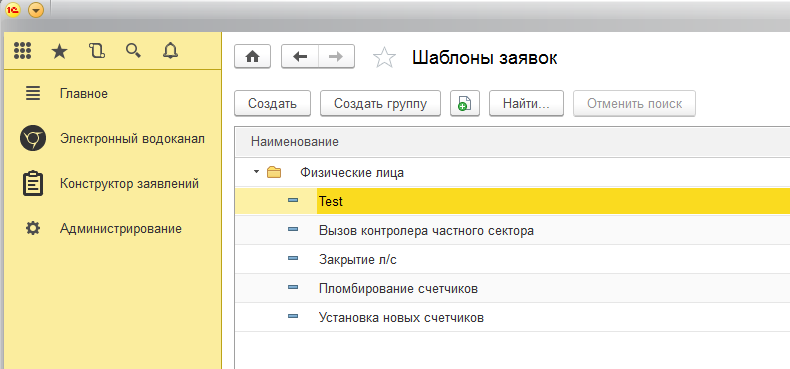 1С
Шаблоны заявок
Главное
Электронный водоканал
Конструктор заявлений
Администрирование
Создать
Создать группу
Найти...
Отменить поиск
Наименование
Физические лица
Test
Вызов контролера частного сектора
Закрытие л/с
Пломбирование счетчиков
Установка новых счетчиков